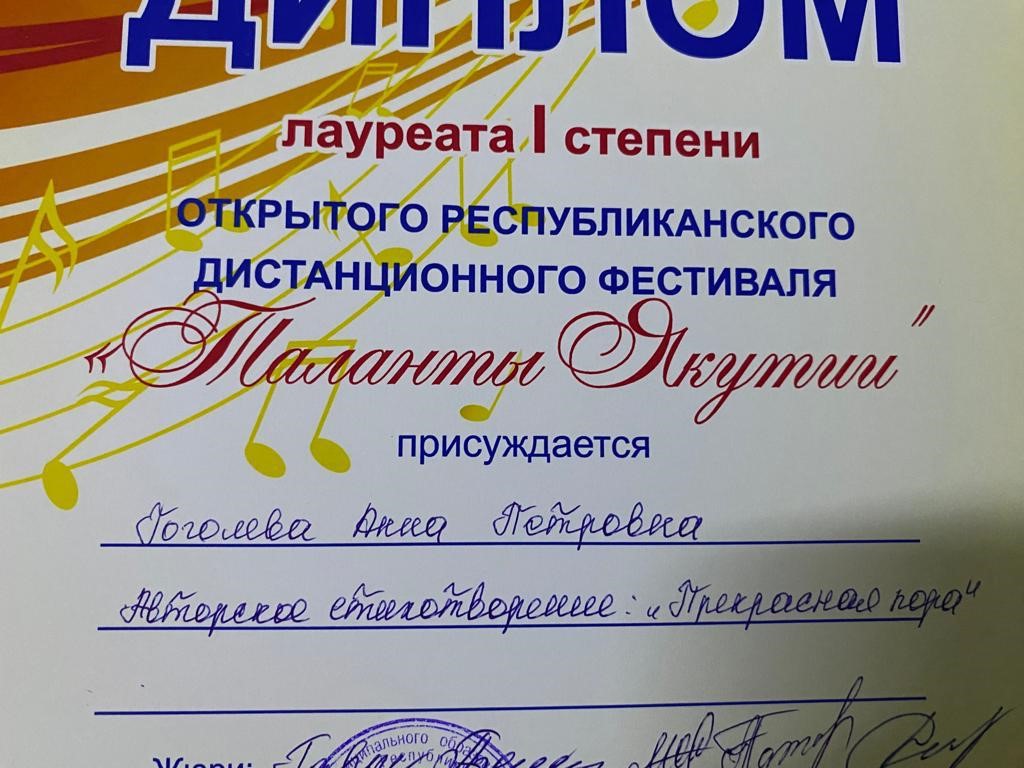 ДИПЛОМ
лауреата I степени
ОТКРЫТОГО РЕСПУБЛИКАНСКОГО
ДИСТАНЦИОННОГО ФЕСТИВАЛЯ
«Таланты Якутии"
присуждается
Гоголева Анна Петровна
Авторское стихотворение: „Прекрасная пора"
Жюри: